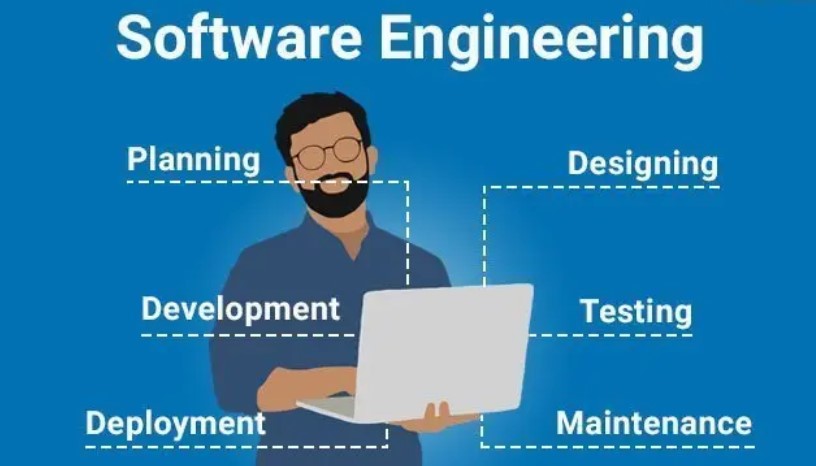 Software Engineering
Planning
Designing
Development
Testing
Deployment
Maintenance